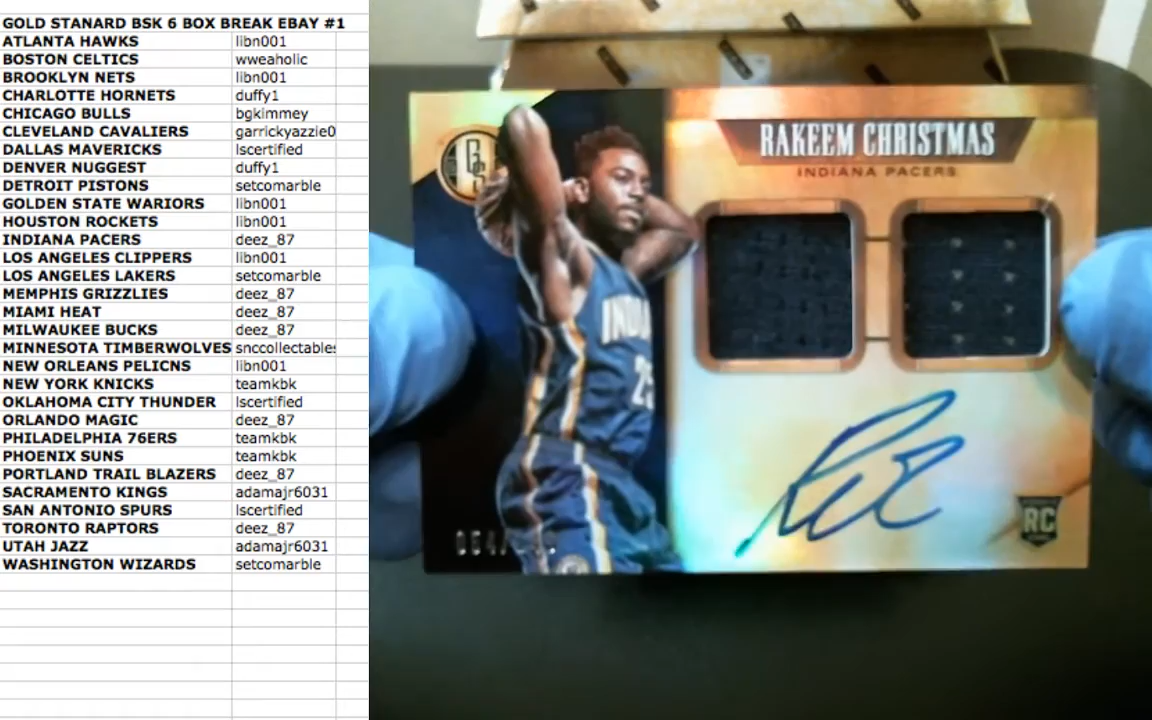 GOLD STANARD BSK 6 BOX BREAK EBAY #1
ATLANTA HAWKS libn001
BOSTON CELTICS wweaholic
BROOKLYN NETS libn001
CHARLOTTE HORNETS duffy1
CHICAGO BULLS bgkimmey
CLEVELAND CAVALIERS garrickyazzie0
DALLAS MAVERICKS lscertified
DENVER NUGGEST duffy1
DETROIT PISTONS setcomarble
GOLDEN STATE WARIORS libn001
HOUSTON ROCKETS libn001
INDIANA PACERS deez_87
LOS ANGELES CLIPPERS libn001
LOS ANGELES LAKERS setcomarble
MEMPHIS GRIZZLIES deez_87
MIAMI HEAT deez_87
MILWAUKEE BUCKS deez_87
MINNESOTA TIMBERWOLVES snccollectables
NEW ORLEANS PELICNS libn001
NEW YORK KNICKS teamkbk
OKLAHOMA CITY THUNDER lscertified
ORLANDO MAGIC deez_87
PHILADELPHIA 76ERS teamkbk
PHOENIX SUNS teamkbk
PORTLAND TRAIL BLAZERS deez_87
SACRAMENTO KINGS adamajr6031
SAN ANTONIO SPURS lscertified
TORONTO RAPTORS deez_87
UTAH JAZZ adamajr6031
WASHINGTON WIZARDS setcomarble
RAKEEM CHRISTMAS
INDIANA PACERS
GS
INDIA
25
RC